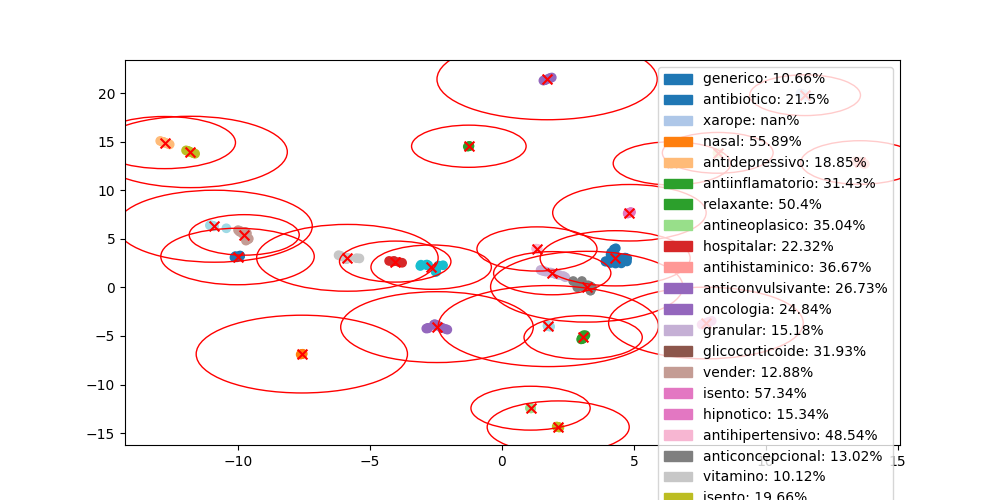 20
15
10
5
0
−5
−10
−15
−10
−5
0
5
10
15
generico: 10.66%
antibiotico: 21.5%
xarope: nan%
nasal: 55.89%
antidepressivo: 18.85%
antiinflamatorio: 31.43%
relaxante: 50.4%
antineoplasico: 35.04%
hospitalar: 22.32%
antihistaminico: 36.67%
anticonvulsivante: 26.73%
oncologia: 24.84%
granular: 15.18%
glicocorticoide: 31.93%
vender: 12.88%
isento: 57.34%
hipnotico: 15.34%
antihipertensivo: 48.54%
anticoncepcional: 13.02%
vitamino: 10.12%
isento: 19.66%